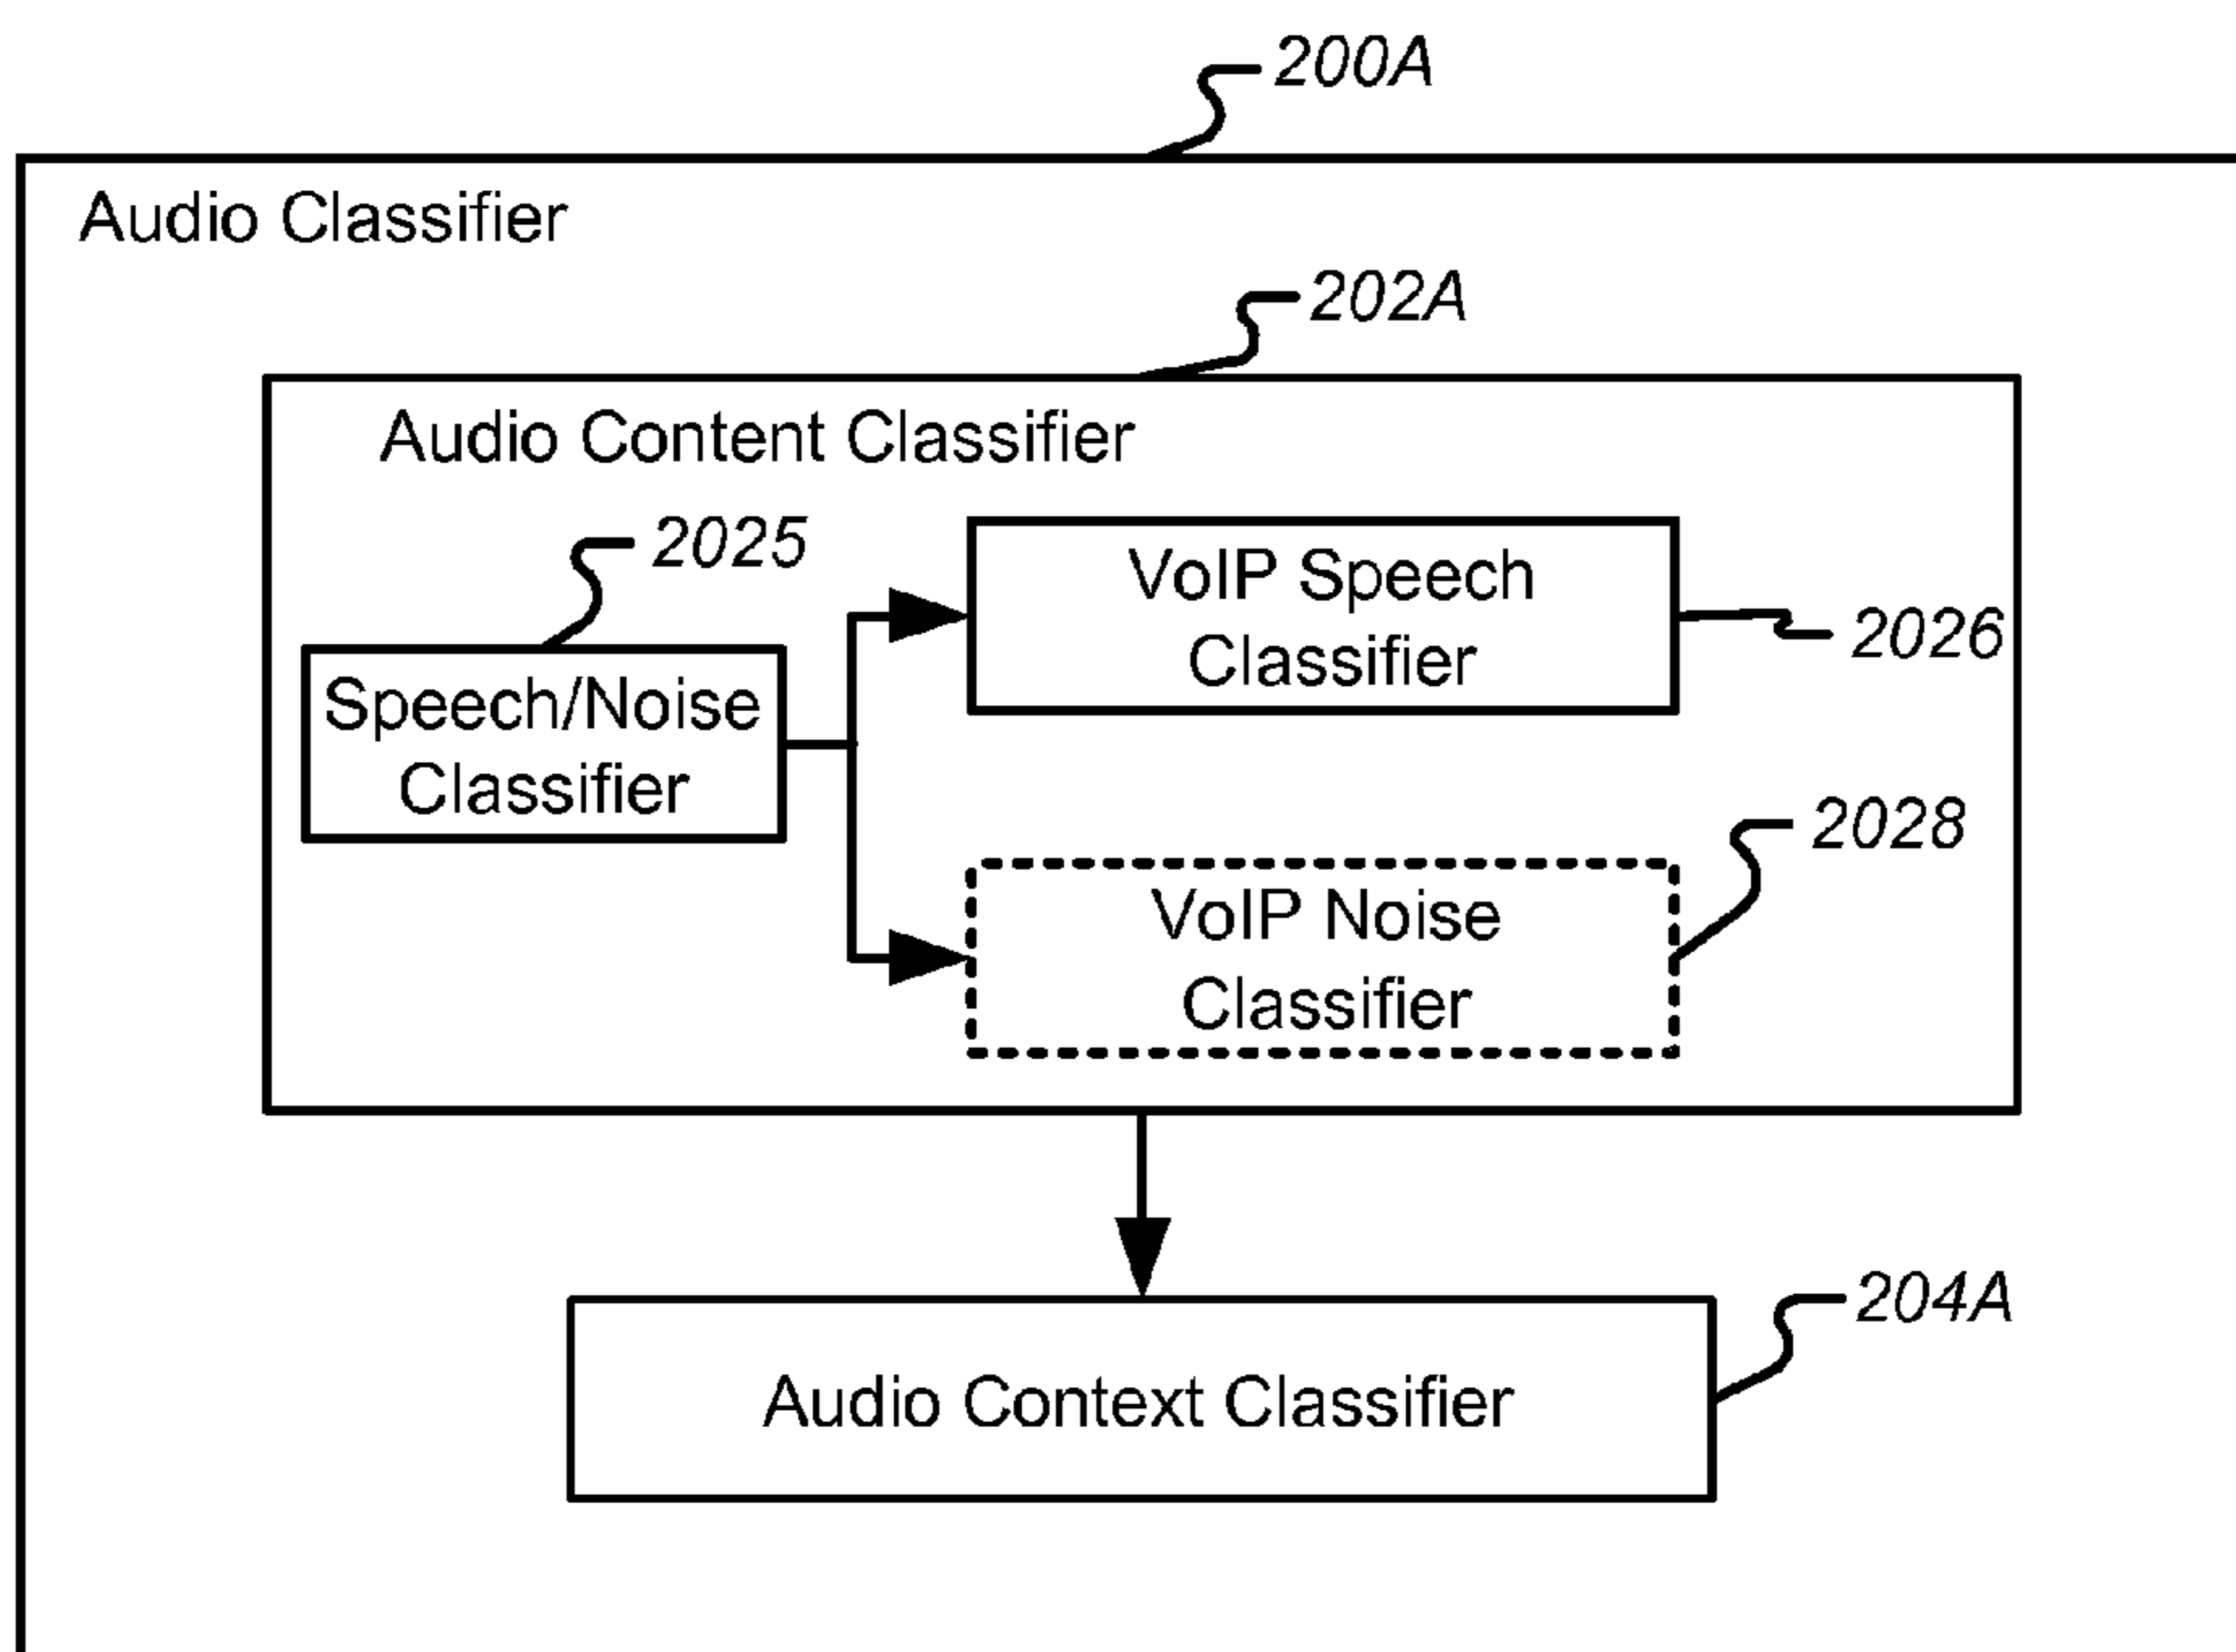 200A
Audio Classifier
202A
Audio Content Classifier
2025
VoIP Speech
Classifier
2026
Speech/Noise
Classifier
2028
VoIP Noise
Classifier
204A
Audio Context Classifier